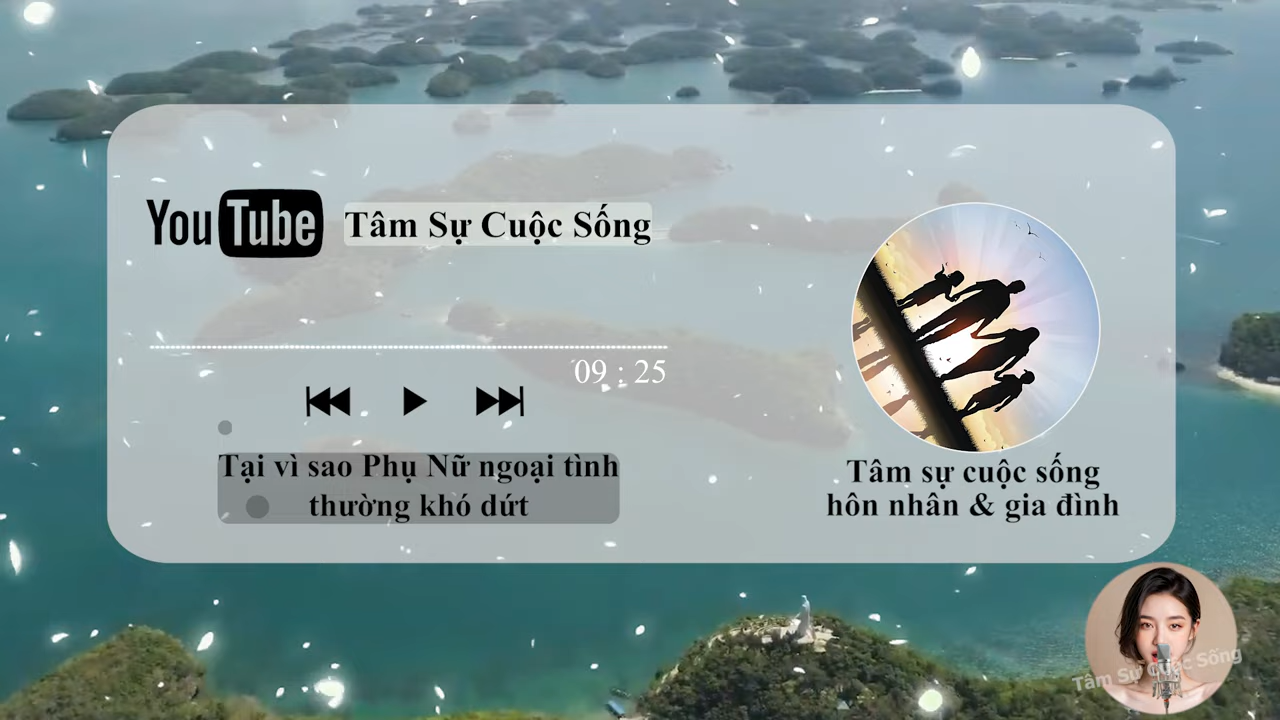 YouTube Tâm Sự Cuộc Sống
09 : 25
Tại vì sao Phụ Nữ ngoại tình
thường khó dứt
Tâm sự cuộc sống
hôn nhân & gia đình
Tâm Sự Cuộc Sống